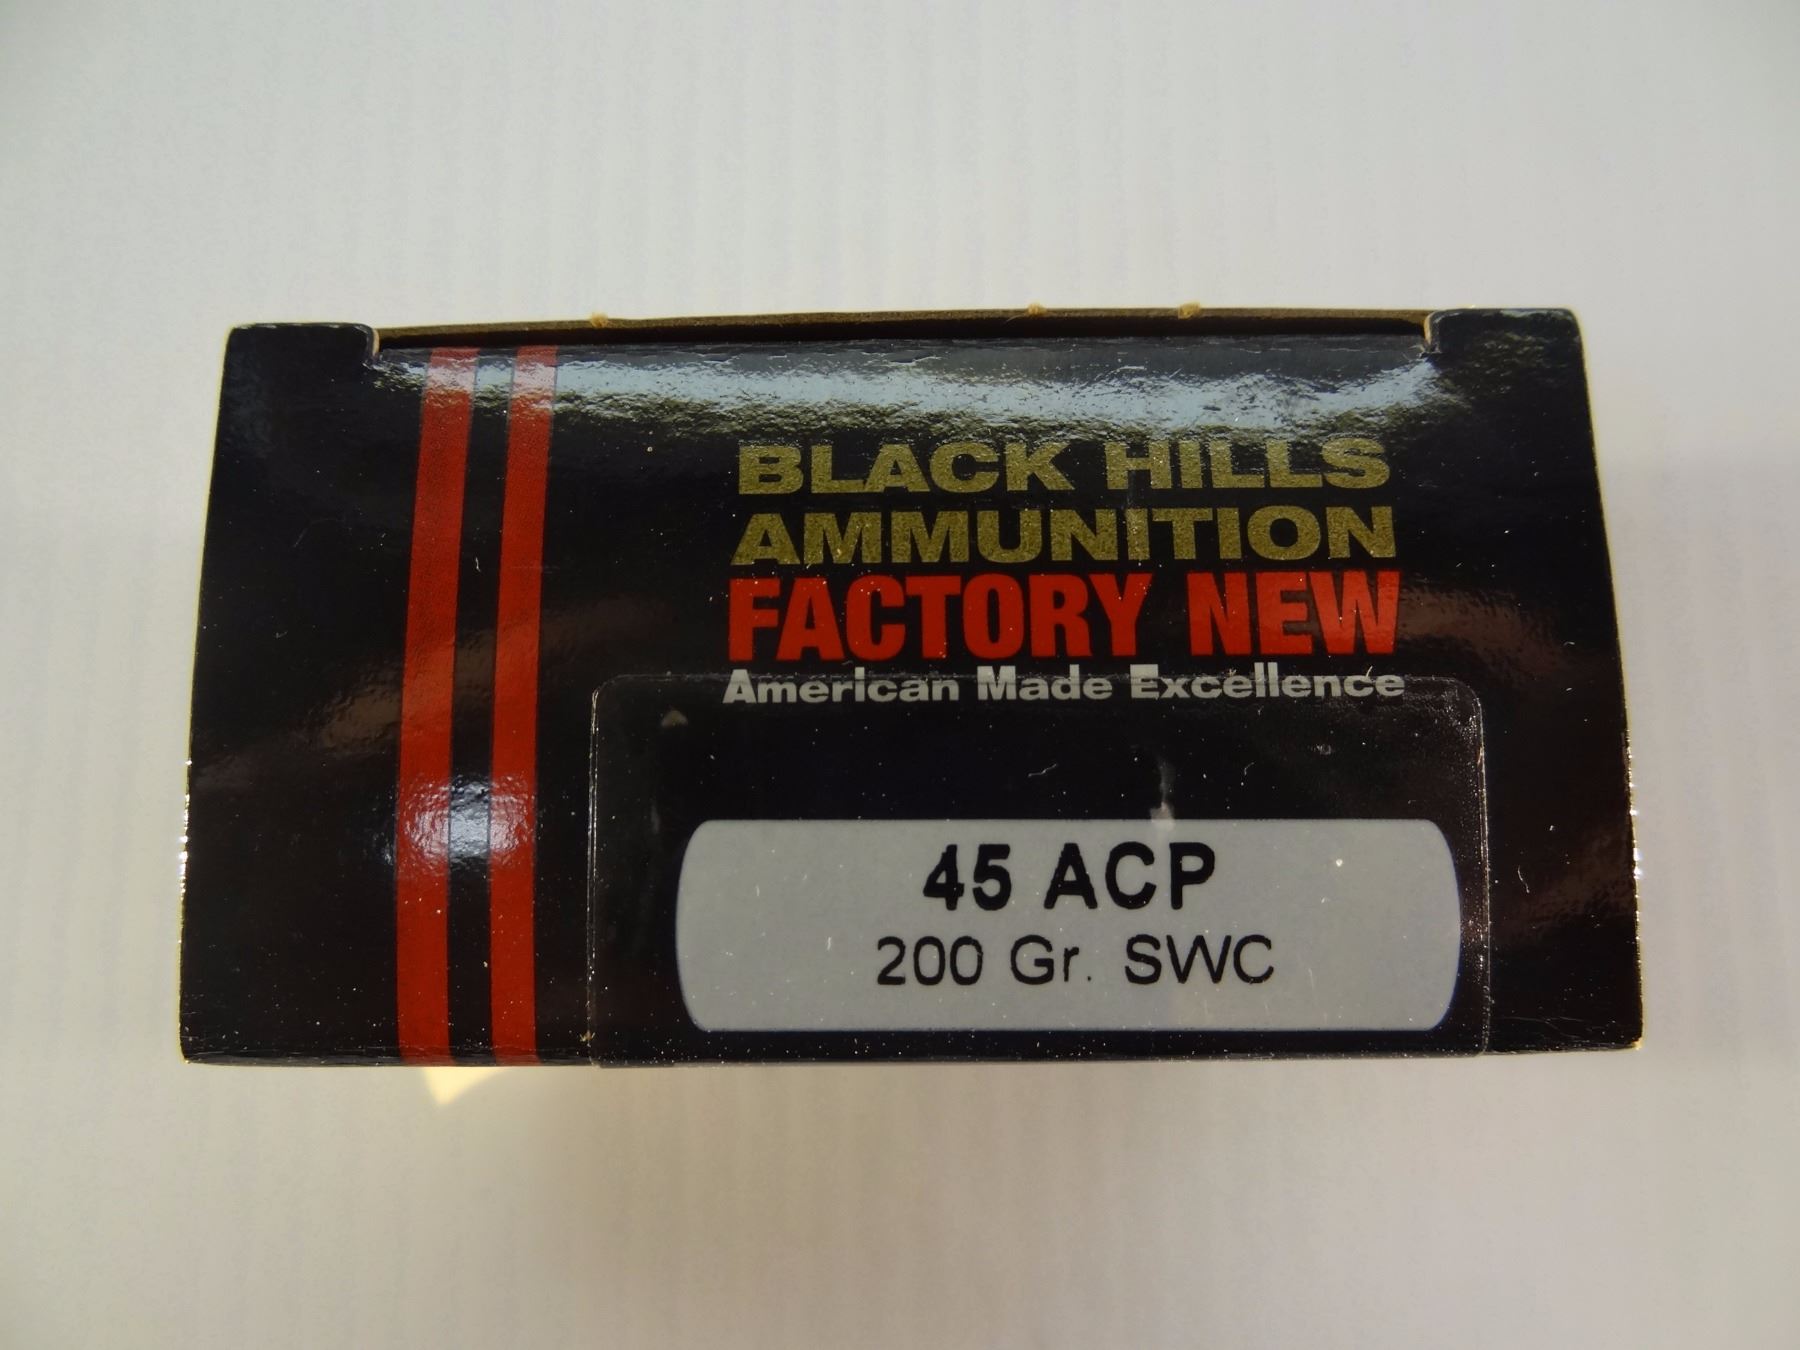 BLACK HILLS
AMMUNITION
FACTORY NEW
American Made Excellence
45 ACP
200 Gr. SWC